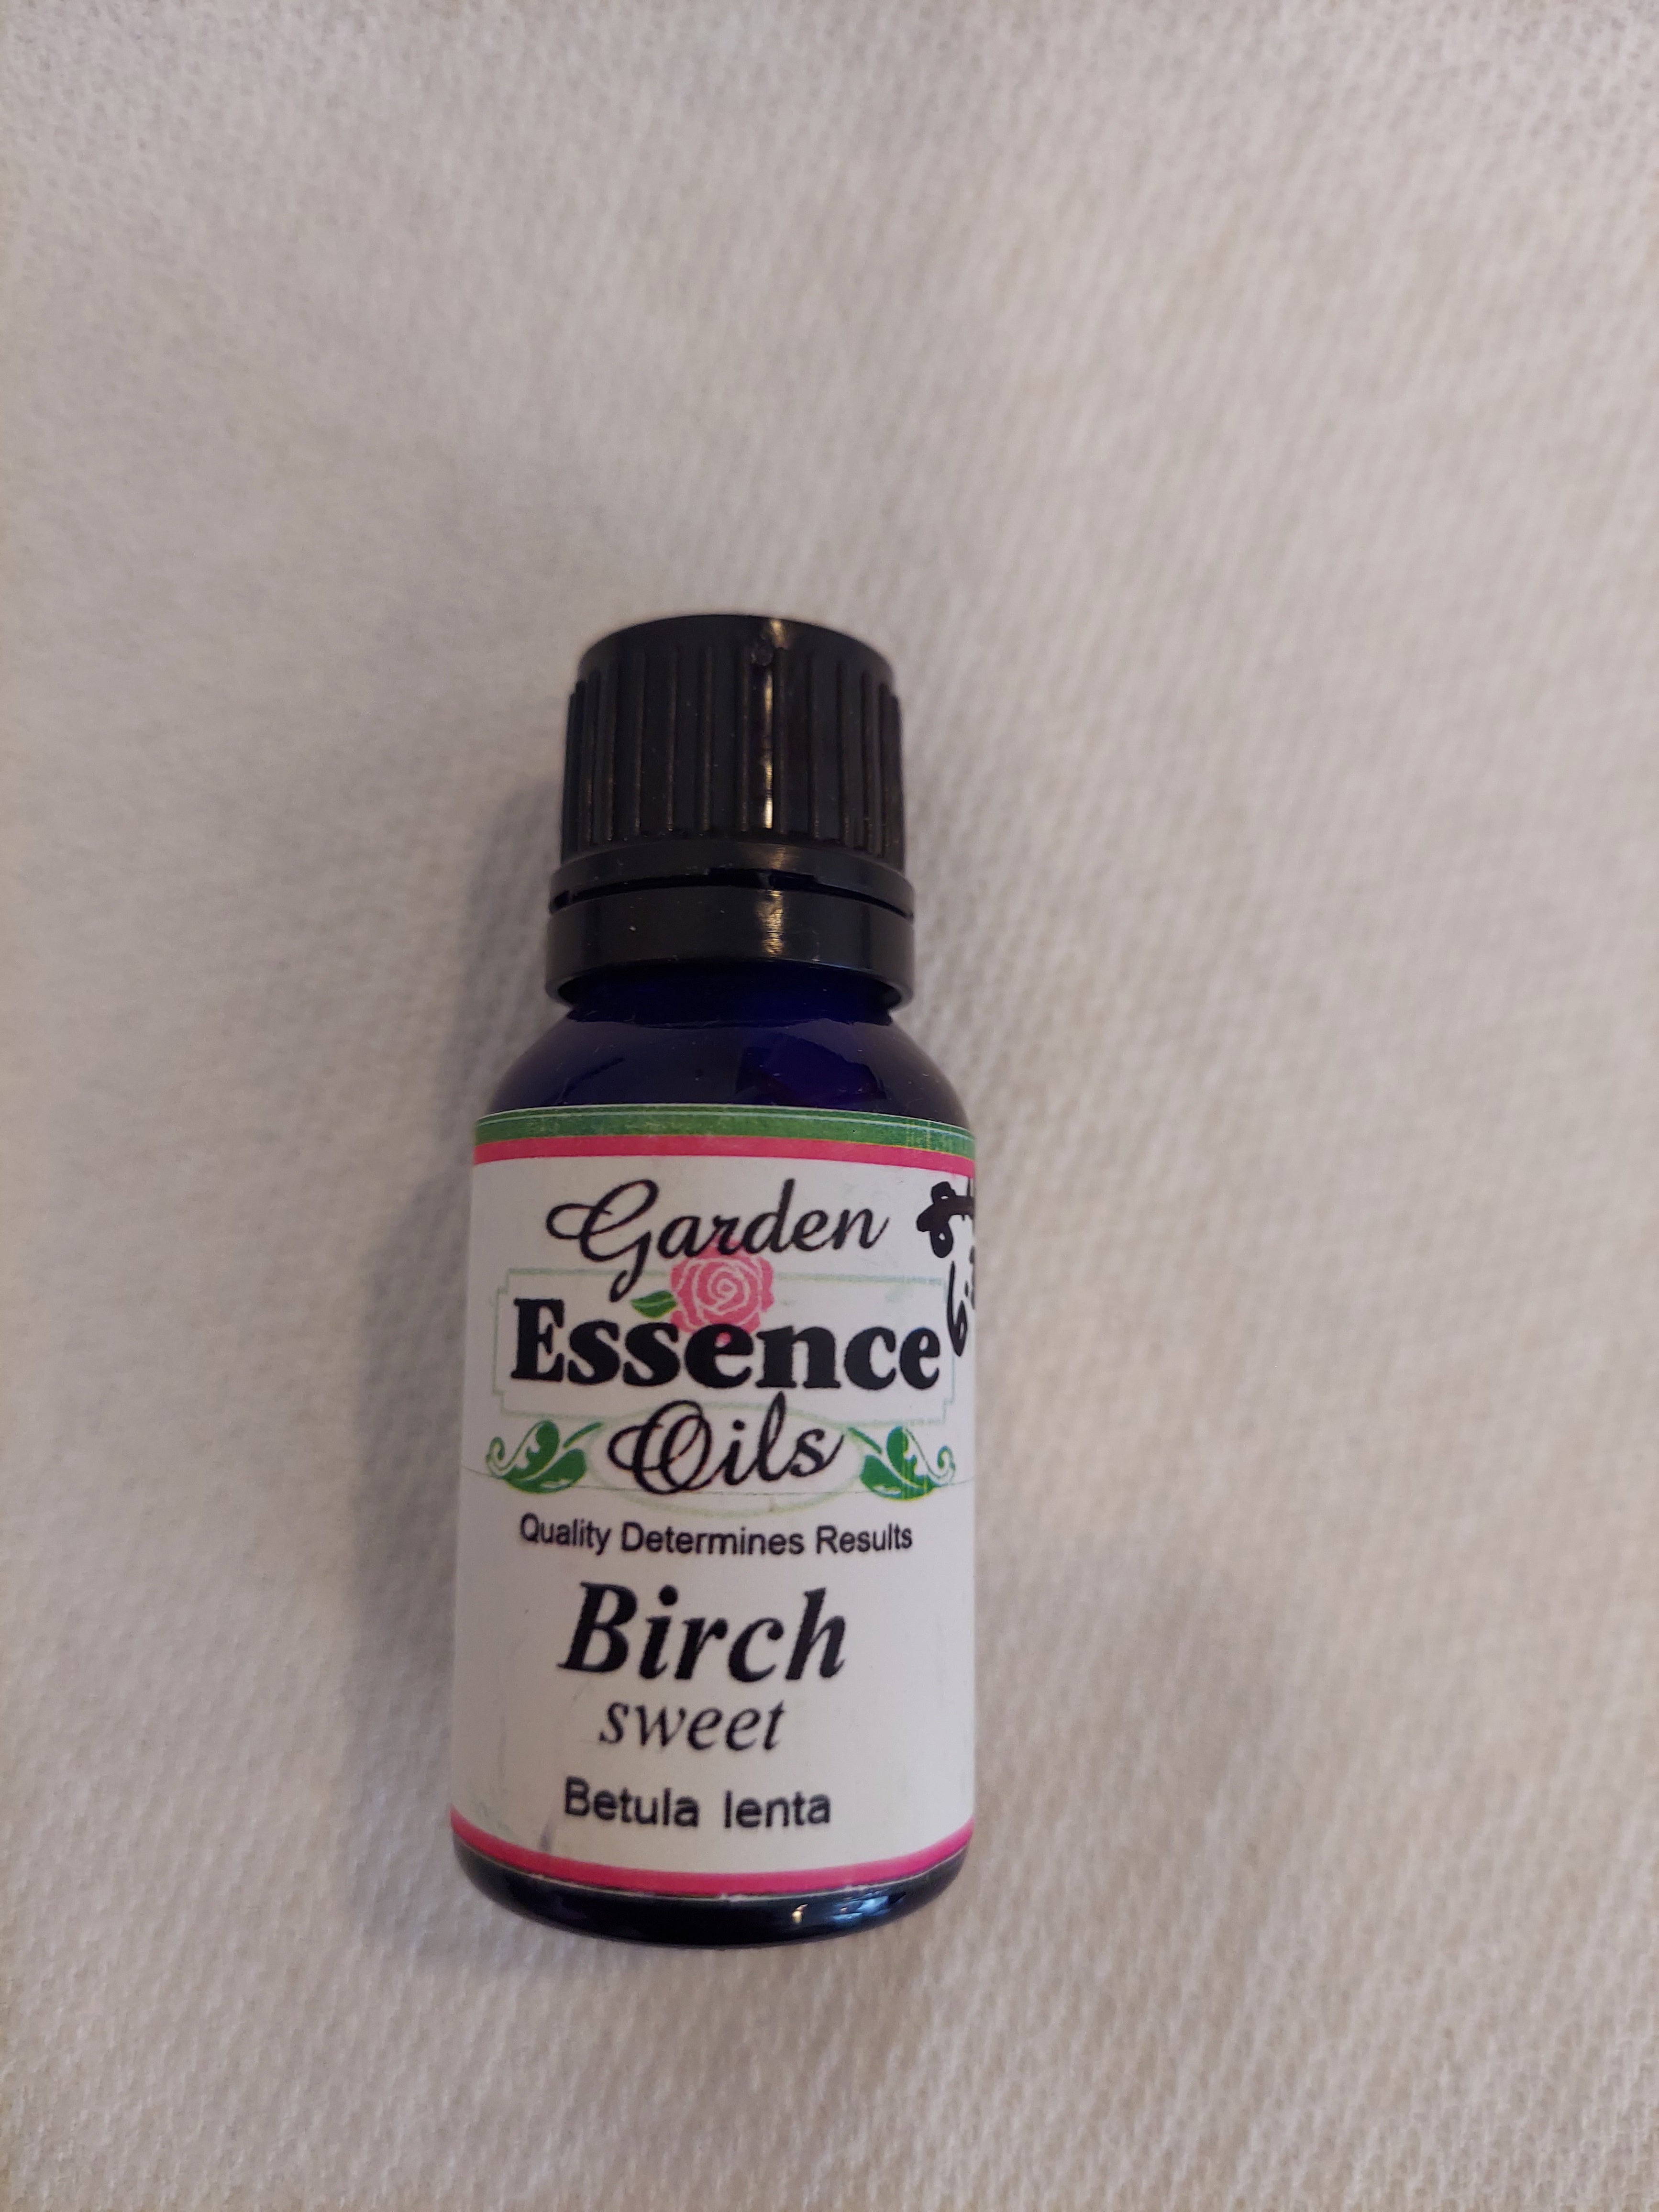 Garden
Essence
Oils
Quality Determines Results
Birch
sweet
Betula lenta